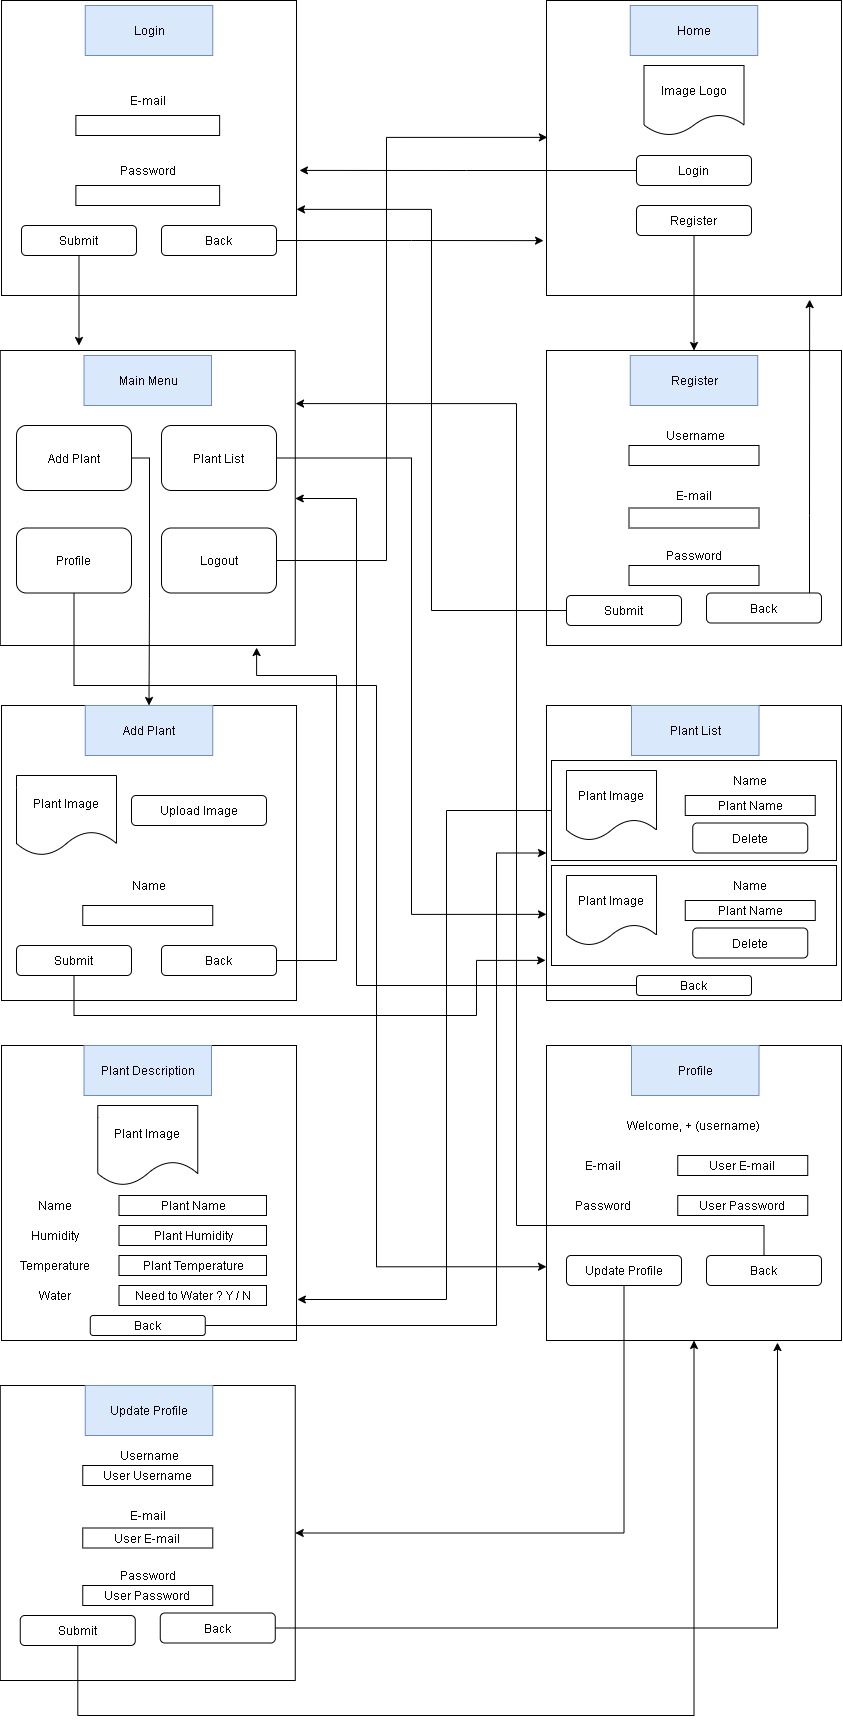 Login
E-mail
Password
Submit
Back
Home
Image Logo
Login
Register
Main Menu
Add Plant
Plant List
Profile
Logout
Register
Username
E-mail
Password
Submit
Back
Add Plant
Plant Image
Upload Image
Name
Submit
Back
Plant List
Plant Image
Name
Plant Name
Delete
Plant Image
Name
Plant Name
Delete
Back
Plant Description
Plant Image
Name
Plant Name
Humidity
Plant Humidity
Temperature
Plant Temperature
Water
Need to Water ? Y / N
Back
Profile
Welcome, + (username)
E-mail
User E-mail
Password
User Password
Update Profile
Back
Update Profile
Username
User Username
E-mail
User E-mail
Password
User Password
Submit
Back